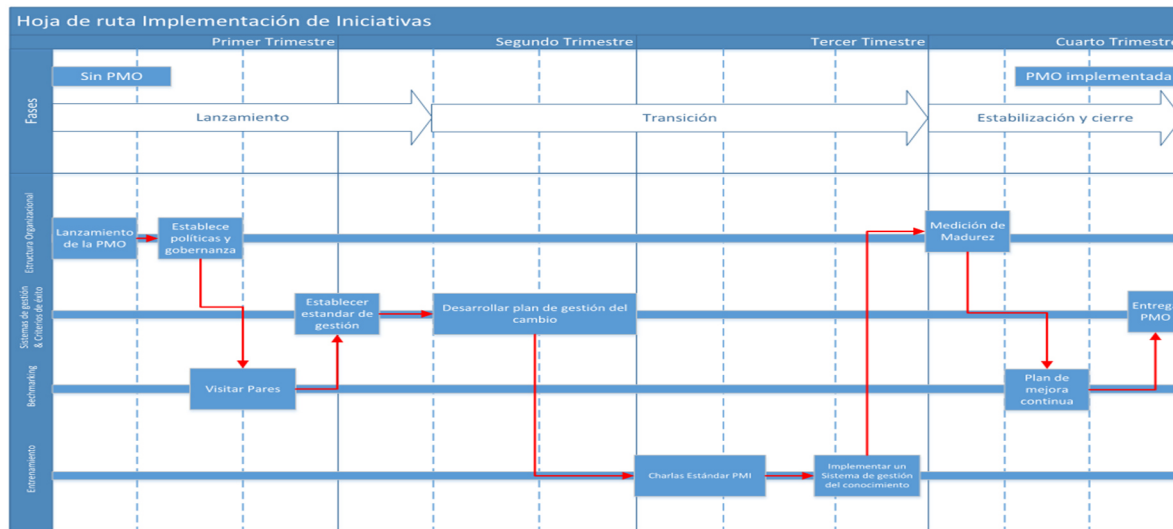 Hoja de ruta Implementación de Iniciativas
Primer Trimestre
Segundo Trimestre
Tercer Timestre
Cuarto Trimestre
Fases
Sin PMO
PMO implementada
Lanzamiento
Transición
Estabilización y cierre
Estructura Organizacional
Lanzamiento
de la PMO
Establece
políticas y
gobernanza
Medición de
Madurez
Sistemas de gestión
& Criterios de éxito
Establecer
estandar de
gestión
Desarrollar plan de gestión del
cambio
Entrega
PMO
Bechmarking
Visitar Pares
Plan de
mejora
continua
Entrenamiento
Charlas Estándar PMI
Implementar un
Sistema de gestión
del conocimiento